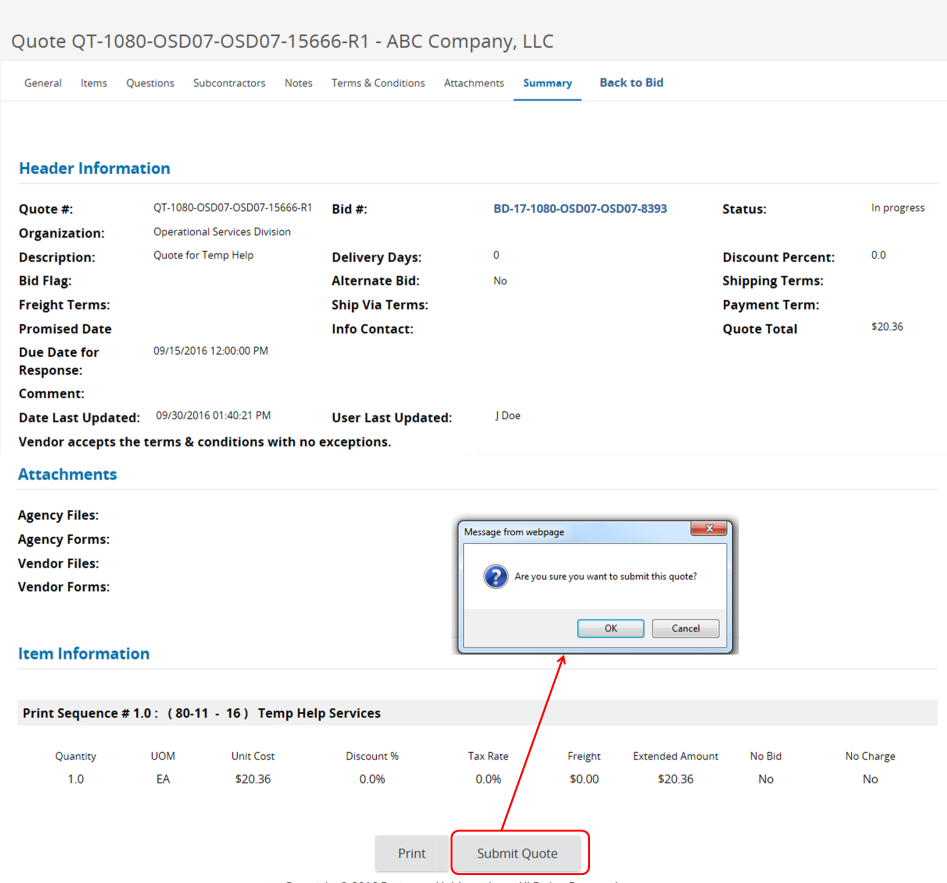 Quote QT-1080-OSD07-OSD07-15666-R1 - ABC Company, LLC
General Items Questions Subcontractors Notes Terms & Conditions Attachments Summary Back to Bid
Header Information
Quote #: QT-1080-OSD07-OSD07-15666-R1 Bid #: BD-17-1080-OSD07-OSD07-8393 Status: In progress
Organization: Operational Services Division
Description: Quote for Temp Help Delivery Days: 0 Discount Percent: 0.0
Bid Flag: Alternate Bid: No Shipping Terms:
Freight Terms: Ship Via Terms: Payment Term:
Promised Date Info Contact: Quote Total $20.36
Due Date for 09/15/2016 12:00:00 PM
Response:
Comment:
Date Last Updated: 09/30/2016 01:40:21 PM User Last Updated: J Doe
Vendor accepts the terms & conditions with no exceptions.
Attachments
Agency Files:
Agency Forms:
Vendor Files:
Vendor Forms:
Message from webpage
Are you sure you want to submit this quote?
OK Cancel
Item Information
Print Sequence # 1.0 : ( 80-11 - 16 ) Temp Help Services
Quantity UOM Unit Cost Discount % Tax Rate Freight Extended Amount No Bid No Charge
1.0 EA $20.36 0.0% 0.0% $0.00 $20.36 No No
Print Submit Quote